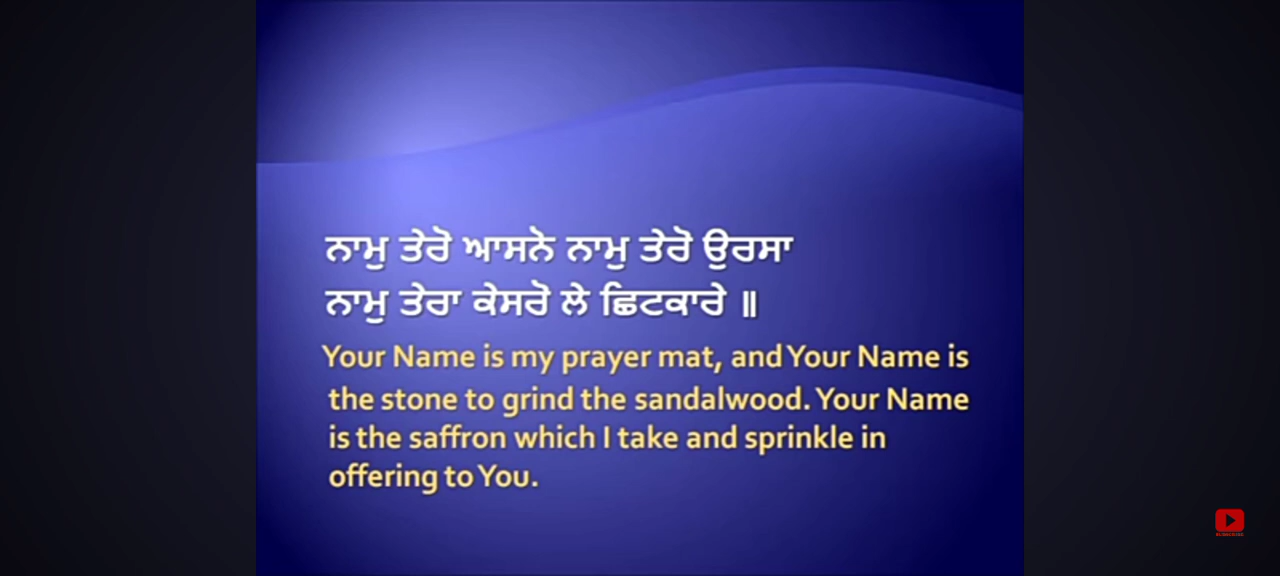 ਨਾਮੁ ਤੇਰੋ ਆਸਨੋ ਨਾਮੁ ਤੇਰੋ ਉਰਸਾ
ਨਾਮੁ ਤੇਰਾ ਕੇਸਰੋ ਲੇ ਛਿਟਕਾਰੇ ॥
Your Name is my prayer mat, and Your Name is
the stone to grind the sandalwood. Your Name
is the saffron which I take and sprinkle in
offering to You.